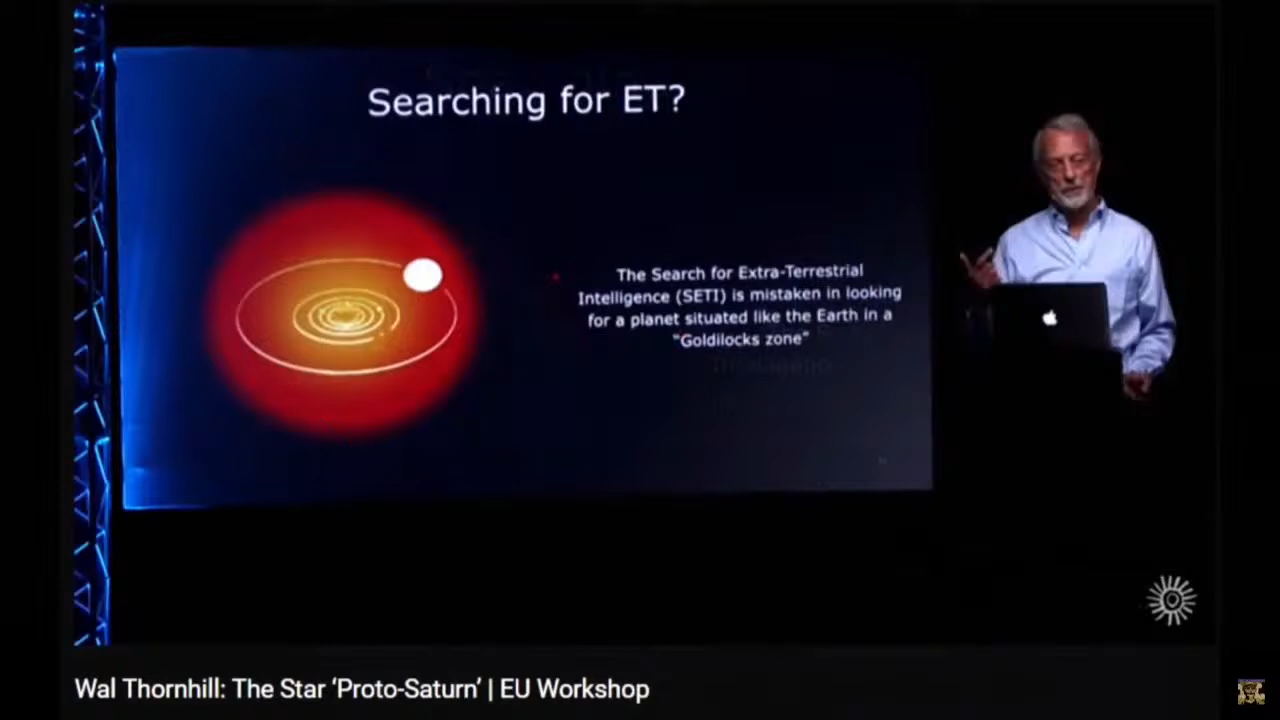 Searching for ET?
The Search for Extra-Terrestrial
Intelligence (SETI) is mistaken in looking
for a planet situated like the Earth in a
“Goldilocks zone”
Wal Thornhill: The Star ‘Proto-Saturn’ | EU Workshop